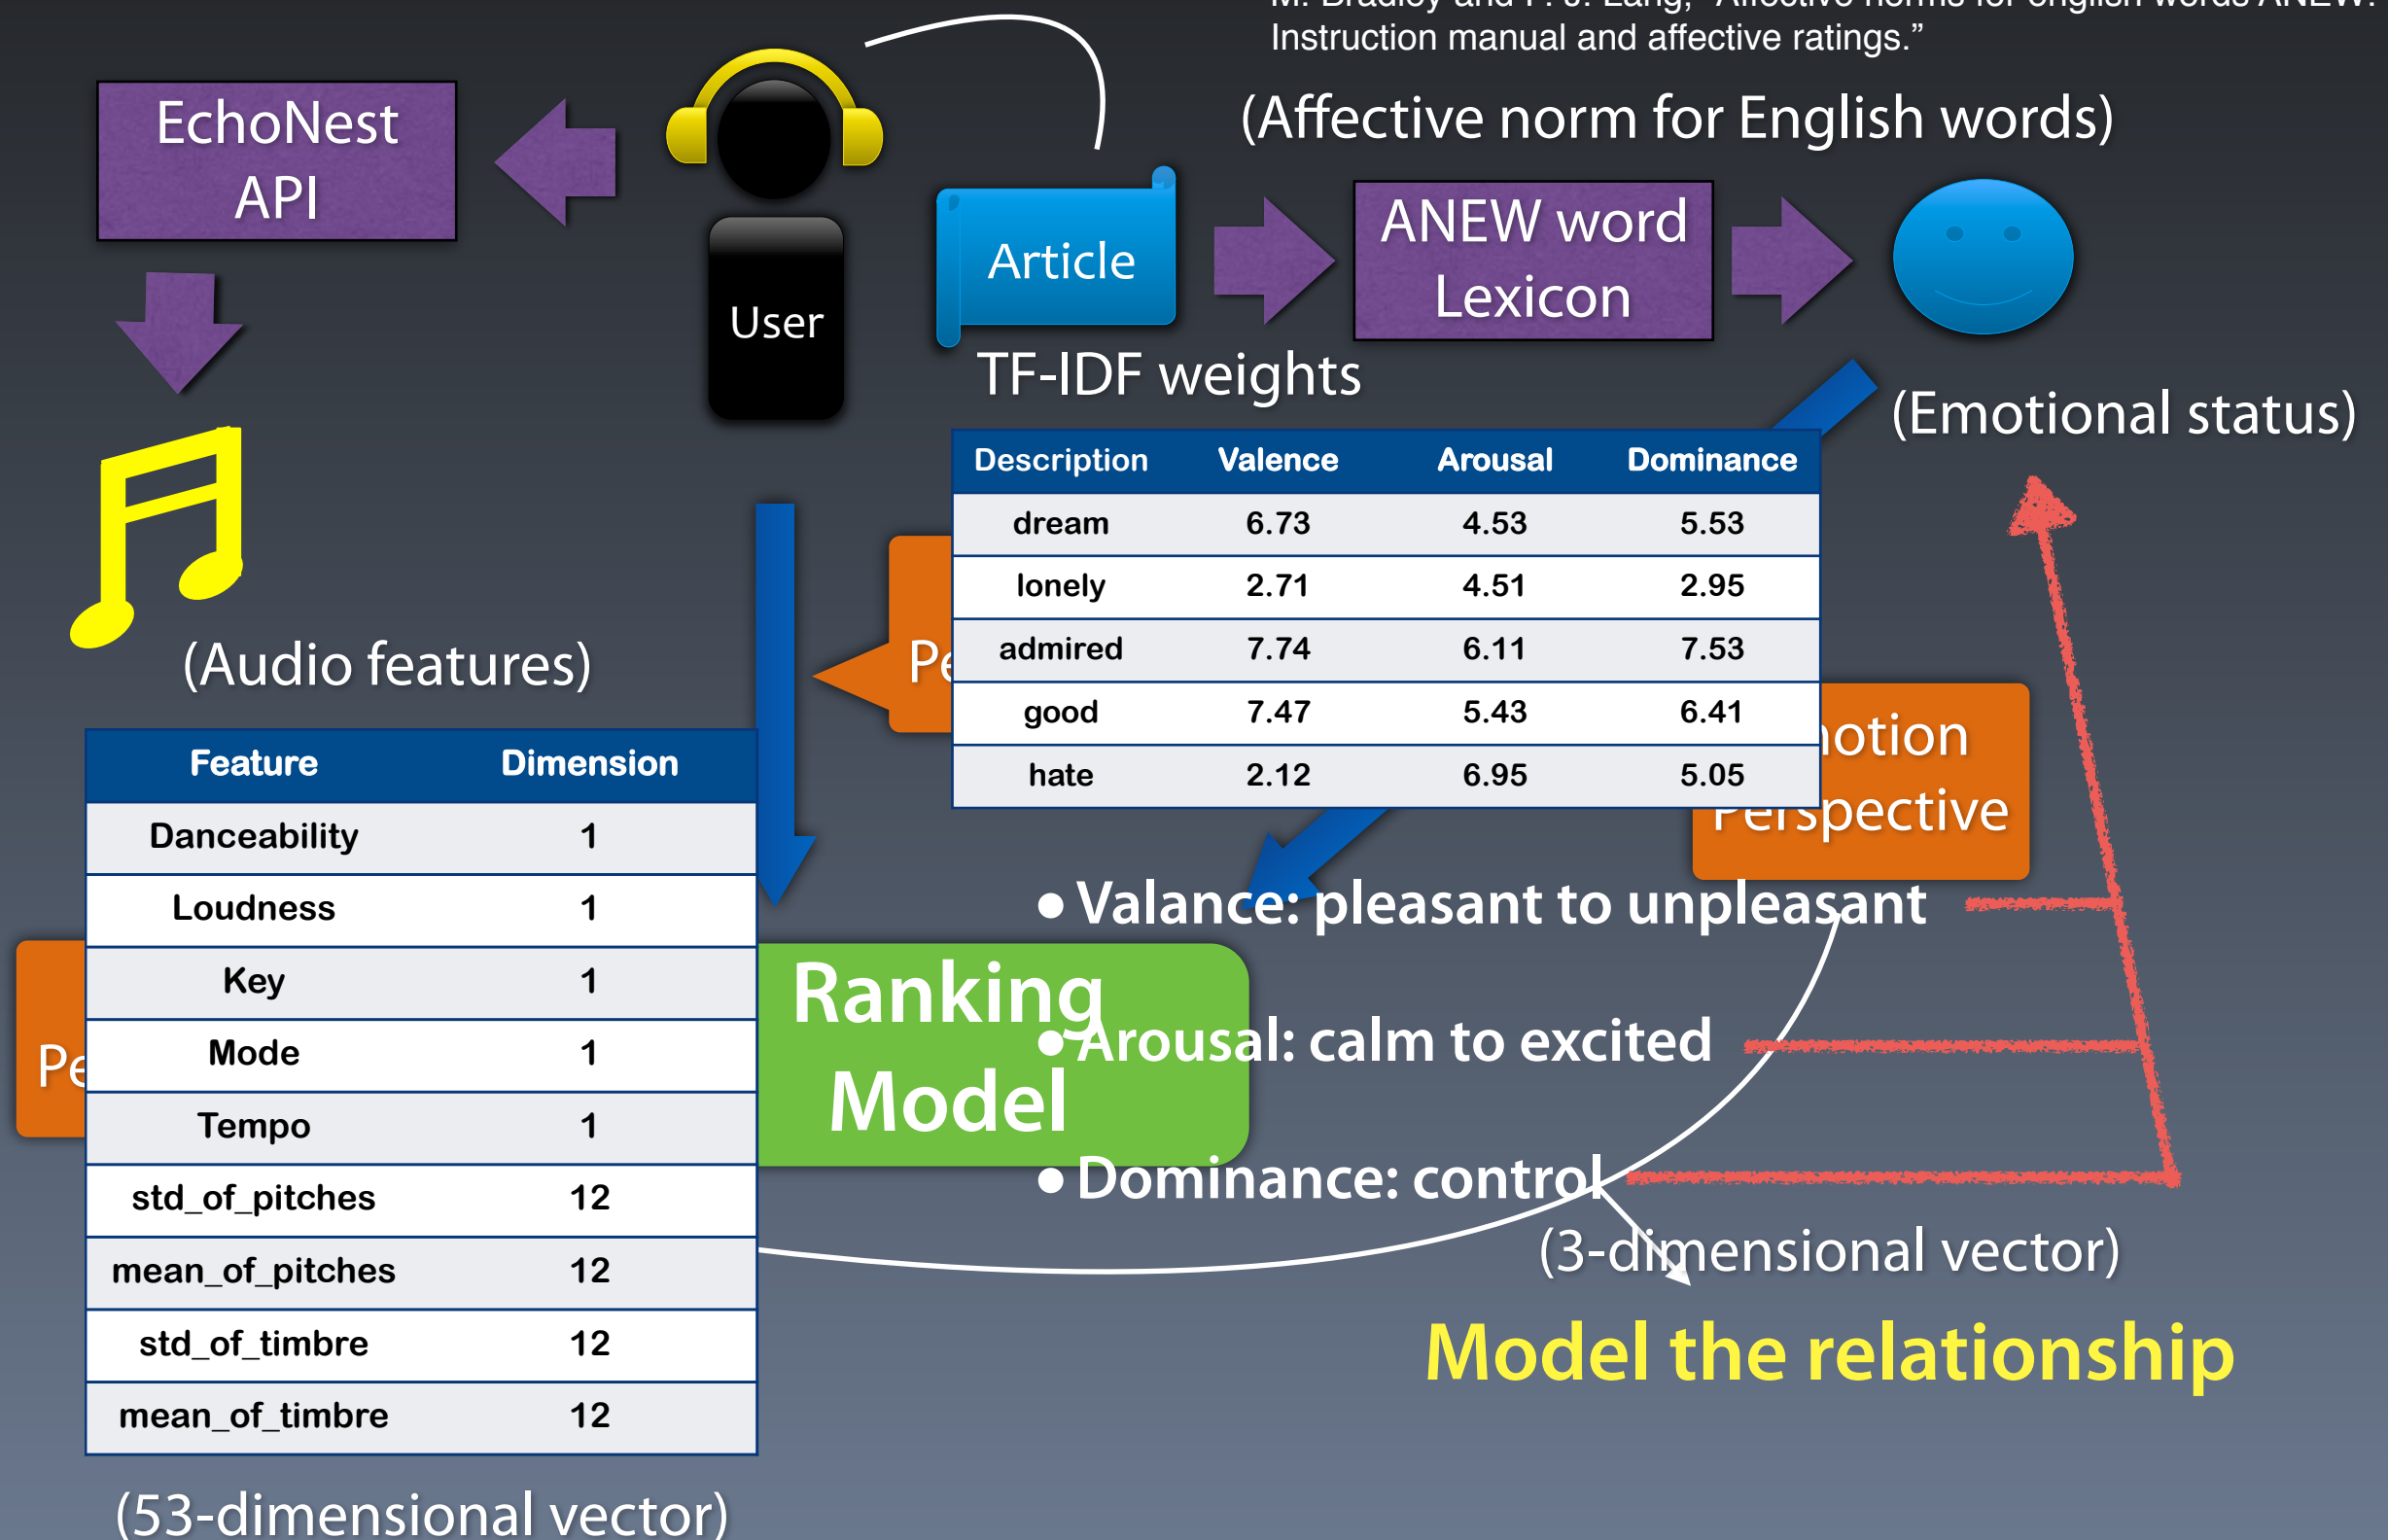 Instruction manual and affective ratings.”
(Affective norm for English words)
EchoNest
API
User
Article
ANEW word
Lexicon
TF-IDF weights
(Emotional status)
Description Valence Arousal Dominance
dream 6.73 4.53 5.53
lonely 2.71 4.51 2.95
admired 7.74 6.11 7.53
good 7.47 5.43 6.41
hate 2.12 6.95 5.05
Perspective
(Audio features)
Feature Dimension
Danceability 1
Loudness 1
Key 1
Mode 1
Tempo 1
std_of_pitches 12
mean_of_pitches 12
std_of_timbre 12
mean_of_timbre 12
(53-dimensional vector)
Ranking
Model
• Valance: pleasant to unpleasant
• Arousal: calm to excited
• Dominance: control
(3-dimensional vector)
Model the relationship